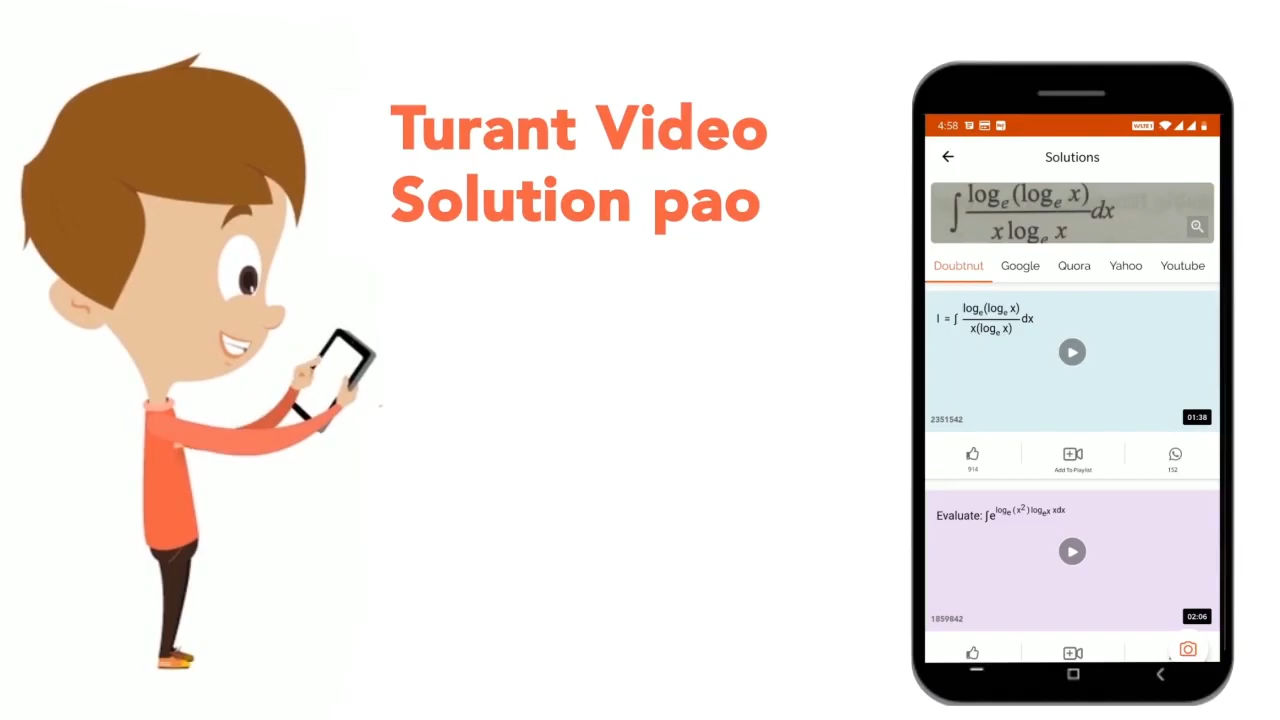 Turant Video
Solution pao
4:58
Solutions
∫ logₑ(logₑ x) / x logₑ x dx
Doubtnut Google Quora Yahoo Youtube
I = ∫ logₑ(logₑ x) / x(logₑ x) dx
2351542 01:38
914 Add To Playlist 152
Evaluate: ∫e^logₑ(x²)logₑx xdx
1859842 02:06